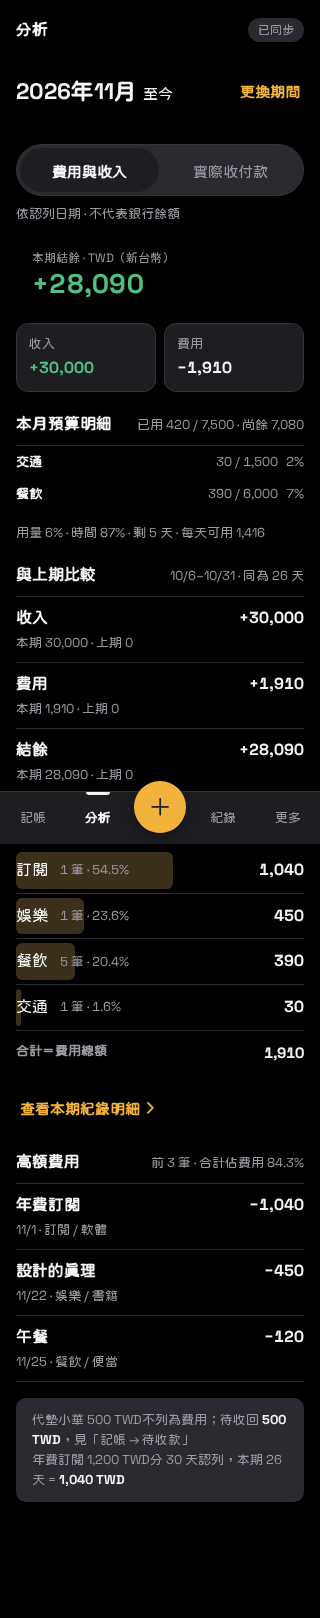 分析
已同步
2026年11月 至今
更換期間
費用與收入
實際收付款
依認列日期·不代表銀行餘額
本期結餘·TWD（新台幣）
+28,090
收入
+30,000
費用
−1,910
本月預算明細
已用 420 / 7,500·尚餘 7,080
交通
30 / 1,500 2%
餐飲
390 / 6,000 7%
用量 6%·時間 87%·剩 5 天·每天可用 1,416
與上期比較
10/6–10/31·同為 26 天
收入
+30,000
本期 30,000·上期 0
費用
+1,910
本期 1,910·上期 0
結餘
+28,090
本期 28,090·上期 0
記帳
分析
紀錄
更多
訂閱 1 筆·54.5%
1,040
娛樂 1 筆·23.6%
450
餐飲 5 筆·20.4%
390
交通 1 筆·1.6%
30
合計＝費用總額
1,910
查看本期紀錄明細
高額費用
前 3 筆·合計佔費用 84.3%
年費訂閱
−1,040
11/1·訂閱 / 軟體
設計的真理
−450
11/22·娛樂 / 書籍
午餐
−120
11/25·餐飲 / 便當
代墊小華 500 TWD不列為費用；待收回 500
TWD，見「記帳 → 待收款」
年費訂閱 1,200 TWD分 30 天認列，本期 26
天 = 1,040 TWD